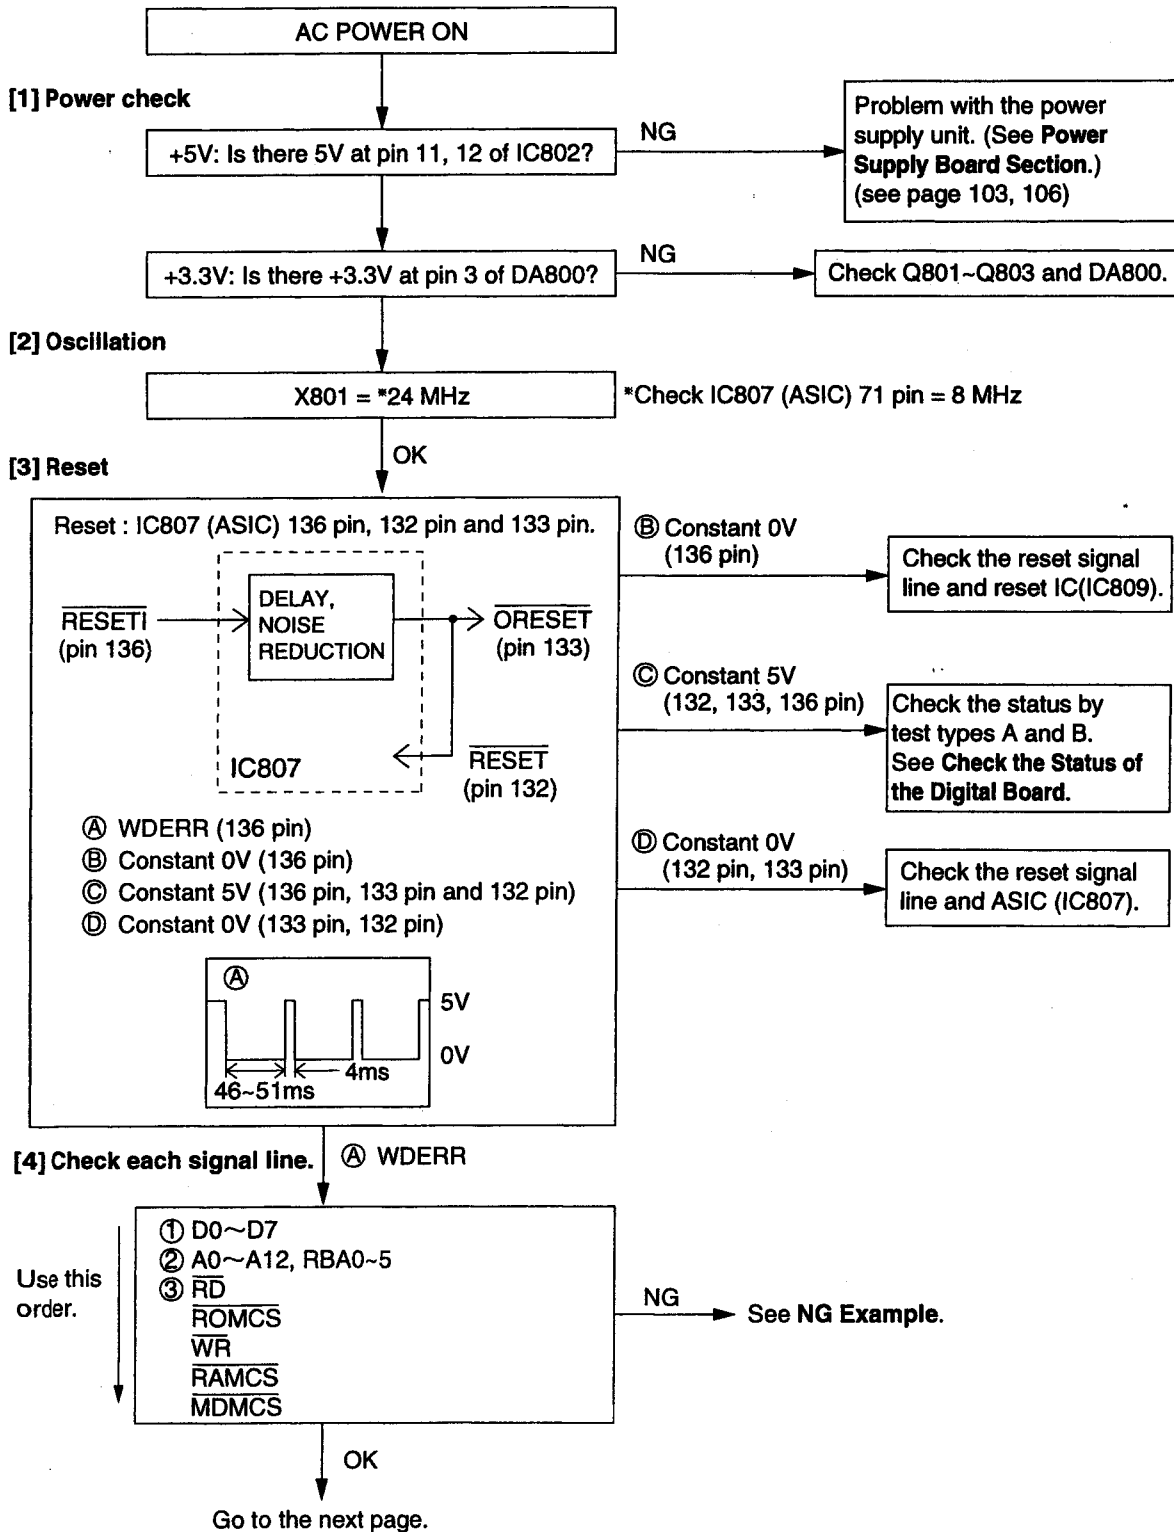 AC POWER ON
[1] Power check
+5V: Is there 5V at pin 11, 12 of IC802?
NG
Problem with the power
supply unit. (See Power
Supply Board Section.)
(see page 103, 106)
+3.3V: Is there +3.3V at pin 3 of DA800?
NG
Check Q801~Q803 and DA800.
[2] Oscillation
X801 = *24 MHz
*Check IC807 (ASIC) 71 pin = 8 MHz
OK
[3] Reset
Reset : IC807 (ASIC) 136 pin, 132 pin and 133 pin.
RESETI
(pin 136)
DELAY,
NOISE
REDUCTION
ORESET
(pin 133)
RESET
(pin 132)
IC807
Ⓐ WDERR (136 pin)
Ⓑ Constant 0V (136 pin)
Ⓒ Constant 5V (136 pin, 133 pin and 132 pin)
Ⓓ Constant 0V (133 pin, 132 pin)
Ⓐ
5V
0V
4ms
46~51ms
Ⓑ Constant 0V
(136 pin)
Check the reset signal
line and reset IC(IC809).
Ⓒ Constant 5V
(132, 133, 136 pin)
Check the status by
test types A and B.
See Check the Status of
the Digital Board.
Ⓓ Constant 0V
(132 pin, 133 pin)
Check the reset signal
line and ASIC (IC807).
[4] Check each signal line.
Ⓐ WDERR
Use this
order.
① D0~D7
② A0~A12, RBA0~5
③ RD
ROMCS
WR
RAMCS
MDMCS
NG
See NG Example.
OK
Go to the next page.